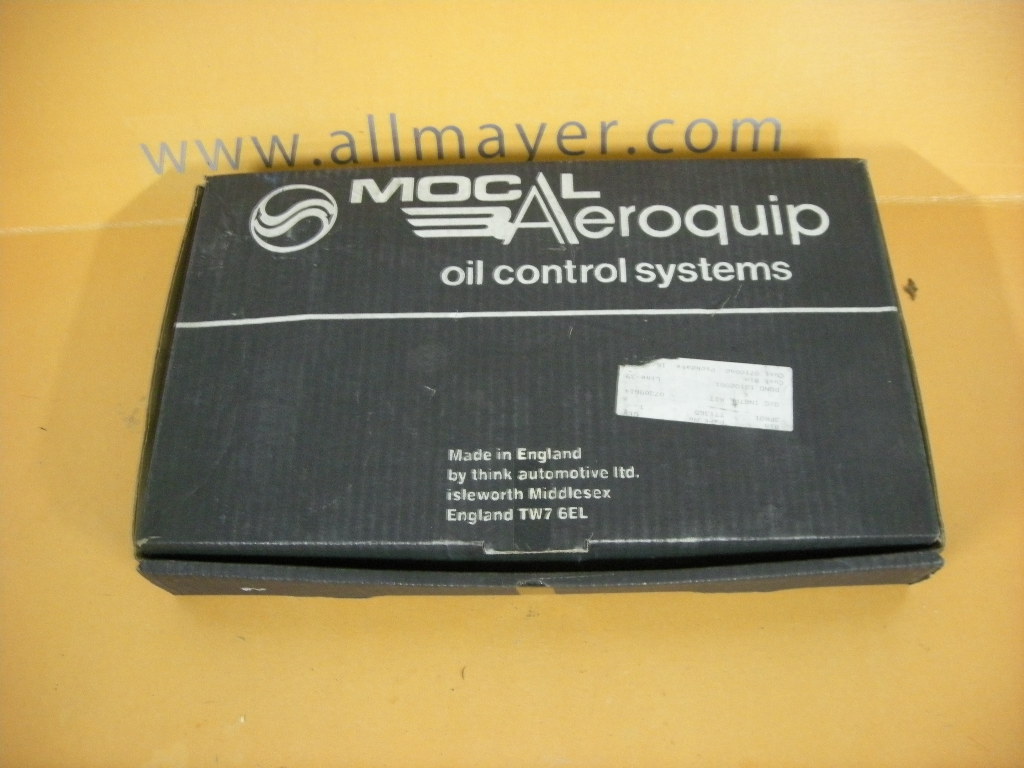 www.allmayer.com
MOCAL
Aeroquip
oil control systems
Made in England
by think automotive ltd.
isleworth Middlesex
England TW7 6EL